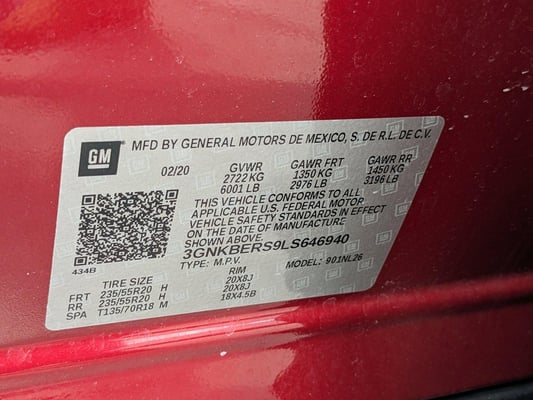 GM
MFD BY GENERAL MOTORS DE MEXICO, S. DE R.L. DE C.V.
02/20 GVWR GAWR FRT GAWR RR
2722 KG 1350 KG 1450 KG
6001 LB 2976 LB 3196 LB
THIS VEHICLE CONFORMS TO ALL
APPLICABLE U.S. FEDERAL MOTOR
VEHICLE SAFETY STANDARDS IN EFFECT
ON THE DATE OF MANUFACTURE
SHOWN ABOVE.
3GNKBERS9LS646940
434B TYPE: M.P.V. MODEL: 901NL26
TIRE SIZE RIM
FRT 235/55R20 H 20X8J
RR 235/55R20 H 20X8J
SPA T135/70R18 M 18X4.5B